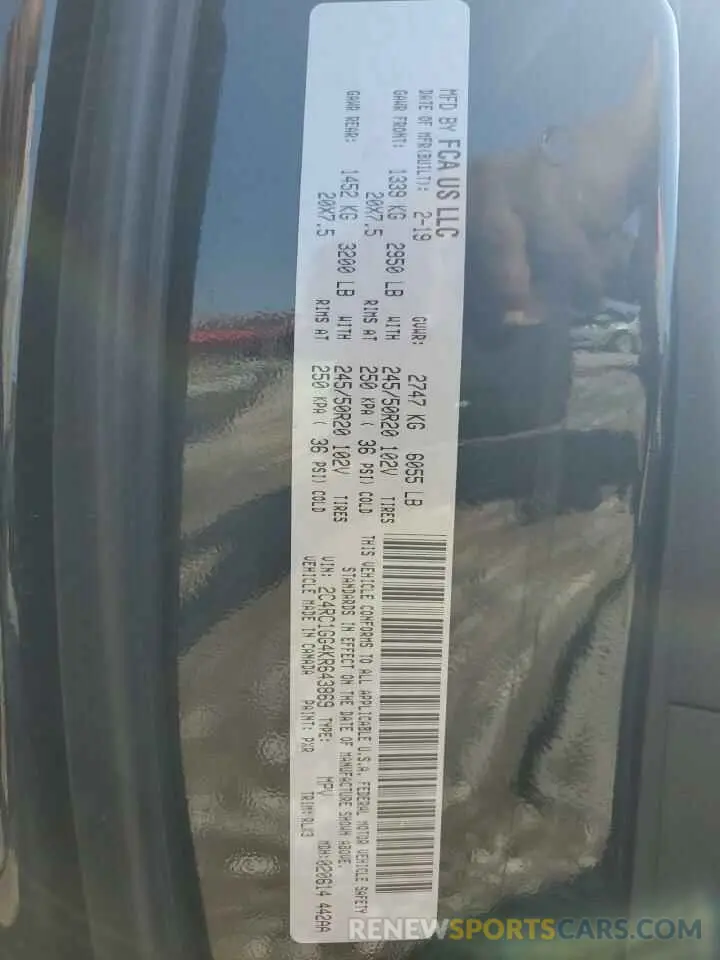 MFD BY FCA US LLC
DATE OF MFR(BUILT): 2-19 GVWR: 2747 KG 6055 LB
GAWR FRONT: 1339 KG 2950 LB WITH 245/50R20 102V TIRES
20X7.5 RIMS AT 250 KPA ( 36 PSI) COLD
GAWR REAR: 1452 KG 3200 LB WITH 245/50R20 102V TIRES
20X7.5 RIMS AT 250 KPA ( 36 PSI) COLD
THIS VEHICLE CONFORMS TO ALL APPLICABLE U.S.A. FEDERAL MOTOR VEHICLE SAFETY
STANDARDS IN EFFECT ON THE DATE OF MANUFACTURE SHOWN ABOVE.
VIN: 2C4RC1GG4KR643869 TYPE: MPV MDH:020614 442AA
VEHICLE MADE IN CANADA PAINT: PXR TRIM:RLX3
RENEWSPORTSCARS.COM